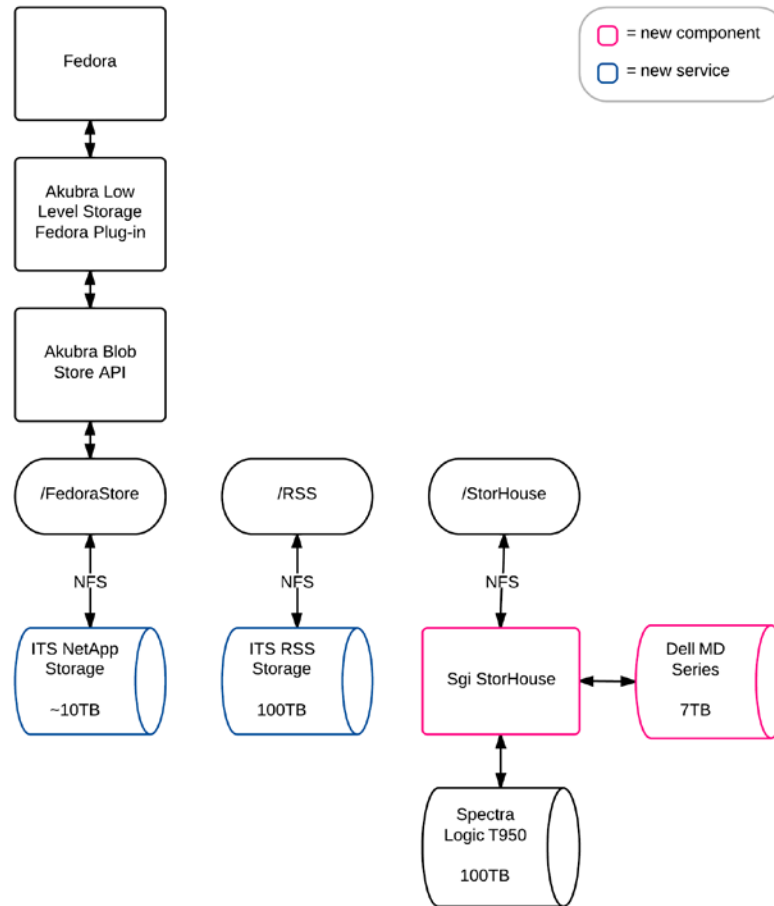 Fedora
= new component
= new service
Akubra Low
Level Storage
Fedora Plug-in
Akubra Blob
Store API
/FedoraStore
/RSS
/StorHouse
NFS
NFS
NFS
ITS NetApp
Storage
~10TB
ITS RSS
Storage
100TB
Sgi StorHouse
Dell MD
Series
7TB
Spectra
Logic T950
100TB